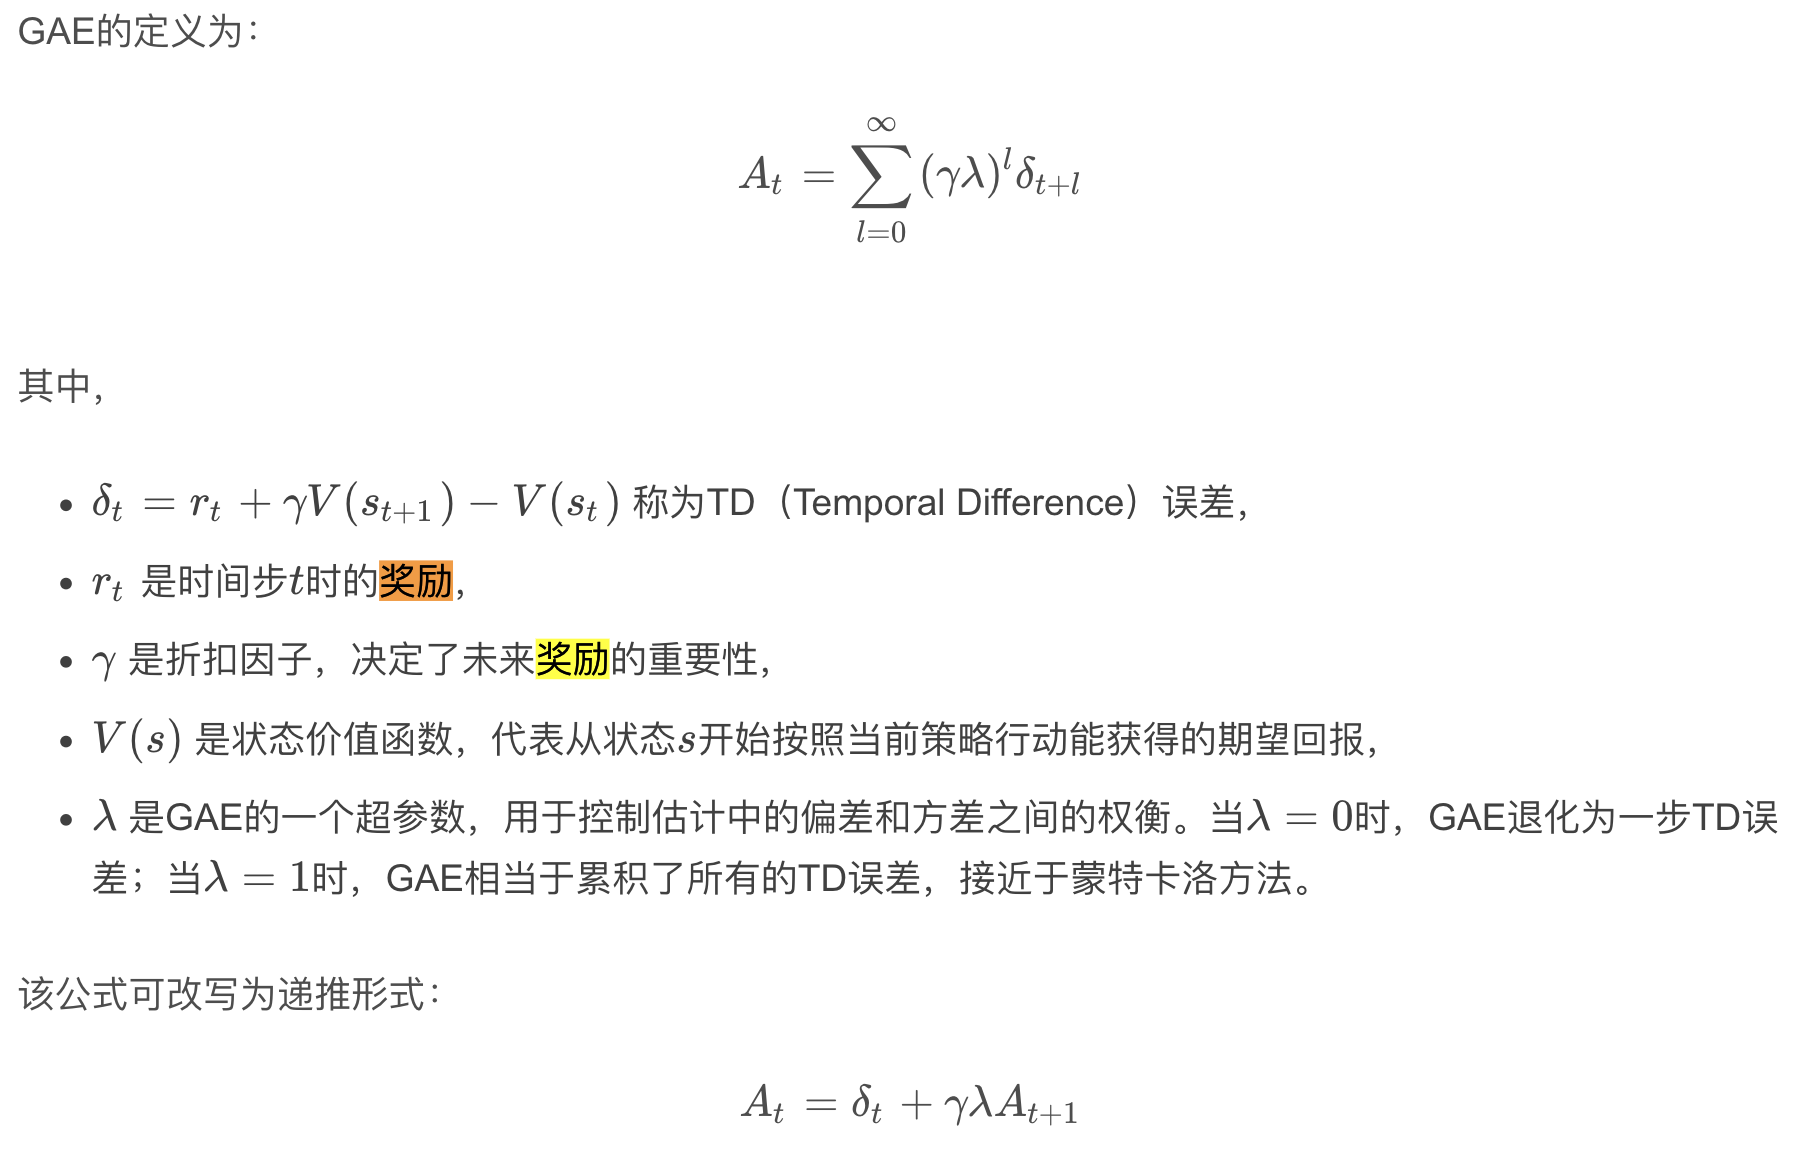 GAE的定义为：
$A_t = \sum_{l=0}^{\infty} (\gamma\lambda)^l \delta_{t+l}$
其中，
• $\delta_t = r_t + \gamma V(s_{t+1}) - V(s_t)$ 称为TD（Temporal Difference）误差，
• $r_t$ 是时间步$t$时的奖励，
• $\gamma$ 是折扣因子，决定了未来奖励的重要性，
• $V(s)$ 是状态价值函数，代表从状态$s$开始按照当前策略行动能获得的期望回报，
• $\lambda$ 是GAE的一个超参数，用于控制估计中的偏差和方差之间的权衡。当$\lambda = 0$时，GAE退化为一步TD误
差；当$\lambda = 1$时，GAE相当于累积了所有的TD误差，接近于蒙特卡洛方法。
该公式可改写为递推形式：
$A_t = \delta_t + \gamma\lambda A_{t+1}$